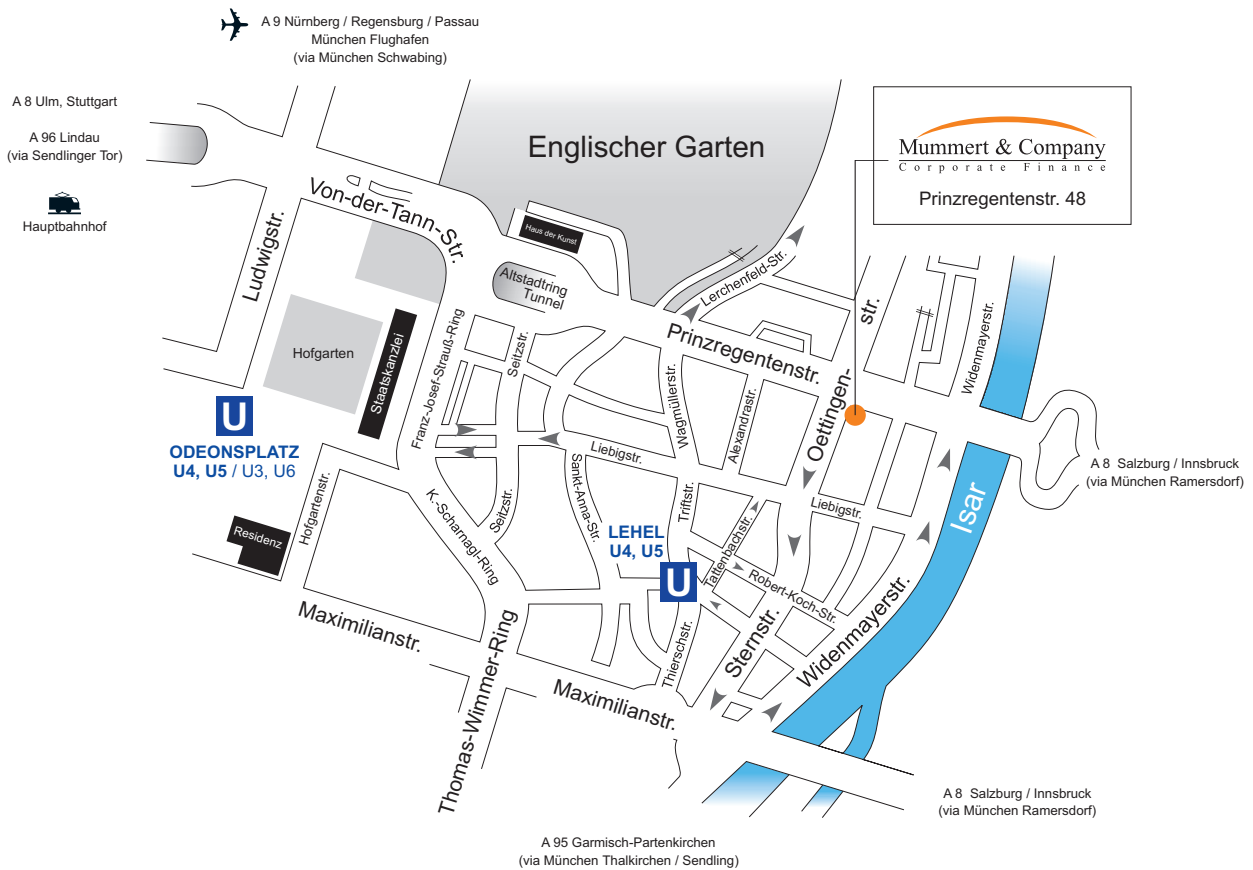 A 9 Nürnberg / Regensburg / Passau
München Flughafen
(via München Schwabing)
A 8 Ulm, Stuttgart
A 96 Lindau
(via Sendlinger Tor)
Hauptbahnhof
Englischer Garten
Mummert & Company
Corporate Finance
Prinzregentenstr. 48
Von-der-Tann-Str.
Ludwigstr.
Haus der Kunst
Altstadtring
Tunnel
Lerchenfeld-Str.
Prinzregentenstr.
Oettingen-
str.
Widenmayerstr.
Hofgarten
Staatskanzlei
Franz-Josef-Strauß-Ring
Seitzstr.
Wagmüllerstr.
Alexandrastr.
U
ODEONSPLATZ
U4, U5 / U3, U6
Liebigstr.
Sankt-Anna-Str.
Seitzstr.
Triftstr.
Liebigstr.
Isar
A 8 Salzburg / Innsbruck
(via München Ramersdorf)
Hofgartenstr.
Residenz
K.-Scharnagl-Ring
LEHEL
U4, U5
U
Tattenbachstr.
Robert-Koch-Str.
Maximilianstr.
Thomas-Wimmer-Ring
Thierschstr.
Sternstr.
Widenmayerstr.
Maximilianstr.
A 8 Salzburg / Innsbruck
(via München Ramersdorf)
A 95 Garmisch-Partenkirchen
(via München Thalkirchen / Sendling)